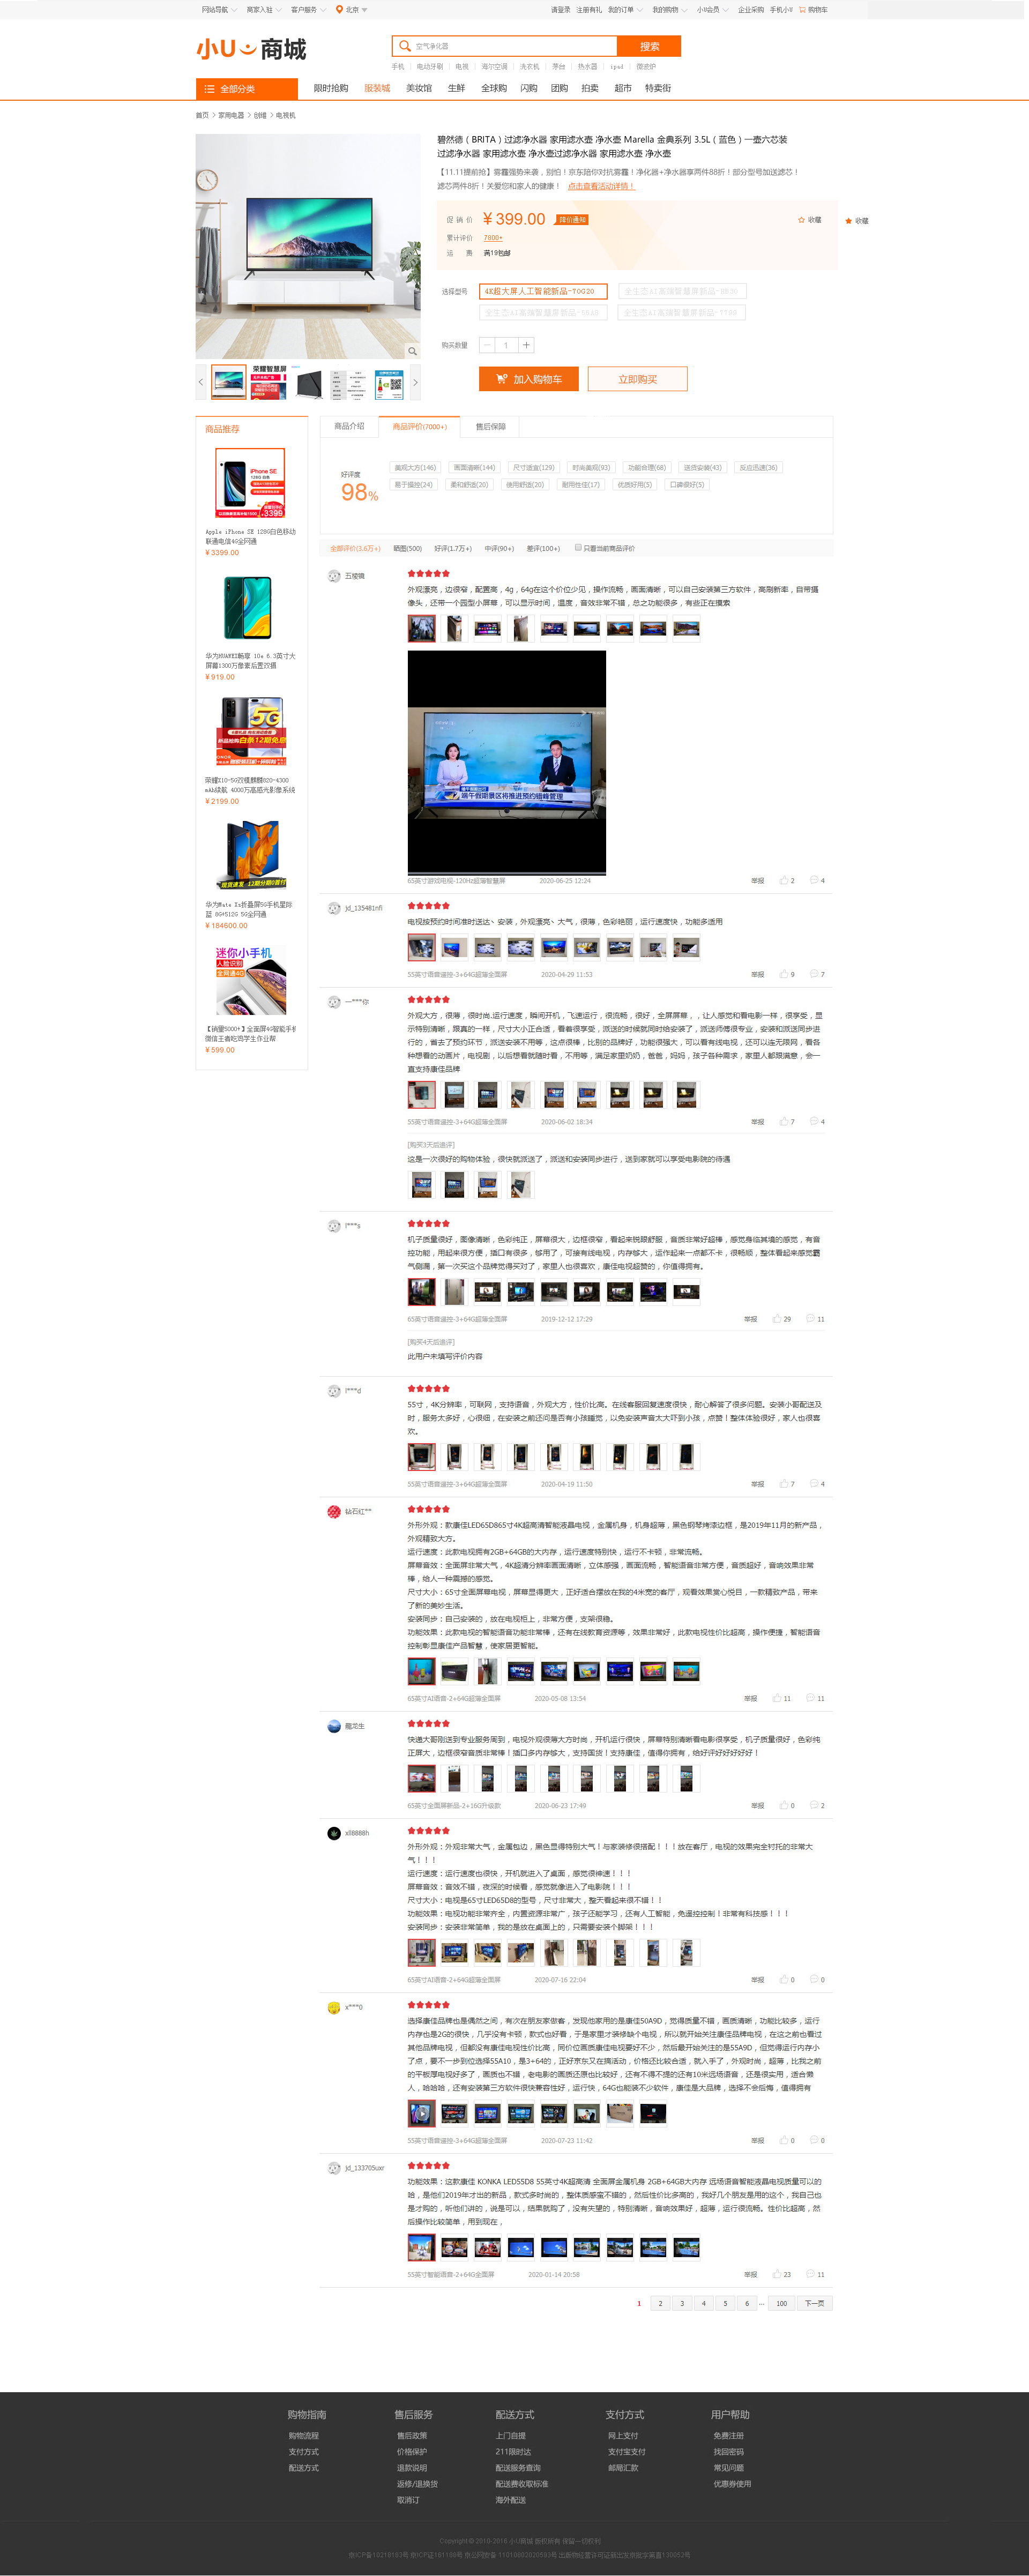 网站导航 商家入驻 客户服务 北京 请登录 注册有礼 我的订单 我的购物 小U会员 企业采购 手机小U 购物车
小U商城
空气净化器 搜索
手机 电动牙刷 电视 海尔空调 洗衣机 茅台 热水器 ipad 微波炉
全部分类 限时抢购 服装城 美妆馆 生鲜 全球购 闪购 团购 拍卖 超市 特卖街
首页 > 家用电器 > 创维 > 电视机
碧然德（BRITA）过滤净水器 家用滤水壶 净水壶 Marella 金典系列 3.5L（蓝色）一壶六芯装
过滤净水器 家用滤水壶 净水壶过滤净水器 家用滤水壶 净水壶
【11.11提前抢】雾霾强势来袭，别怕！京东陪你对抗雾霾！净化器+净水器享两件88折！部分型号加送滤芯！
滤芯两件8折！关爱您和家人的健康！ 点击查看活动详情！
促销价 ¥399.00 降价通知 收藏 收藏
累计评价 7800+
运费 满19包邮
选择型号 4K超大屏人工智能新品-70G20
购买数量 1
加入购物车 立即购买
商品推荐
Apple iPhone SE 128G白色移动
联通电信4G全网通
¥3399.00
华为HUAWEI畅享 10e 6.3英寸大
屏幕1300万像素后置双摄
¥919.00
荣耀X10-5G双模麒麟820-4300
mAh续航 4000万高感光影像系统
¥2199.00
华为Mate Xs折叠屏5G手机星际
蓝 8G+512G 5G全网通
¥184600.00
【销量5000+】全面屏4G智能手机
微信王者吃鸡学生作业帮
¥599.00
商品介绍 商品评价(7000+) 售后保障
好评度
98%
美观大方(146) 画面清晰(144) 尺寸适宜(129) 时尚美观(93) 功能合理(68) 送货安装(43) 反应迅速(36)
易于操控(24) 柔和舒适(20) 使用舒适(20) 耐用性佳(17) 优质好用(5) 口碑很好(5)
全部评价(3.6万+) 晒图(500) 好评(1.7万+) 中评(90+) 差评(100+) 只看当前商品评价
五棱镜
外观漂亮，边很窄，配置高，4g，64g在这个价位少见，操作流畅，画面清晰，可以自己安装第三方软件，高刷新率，自带摄
像头，还带一个园型小屏幕，可以显示时间，温度，音效非常不错，总之功能很多，有些正在摸索
端午假期景区将推进预约错峰管理
65英寸游戏电视-120Hz超薄智慧屏 2020-06-25 12:24 举报 2 4
jd_135481nfi
电视按预约时间准时送达、安装，外观漂亮、大气，很薄，色彩艳丽，运行速度快，功能多适用
55英寸语音遥控-3+64G超薄全面屏 2020-04-29 11:53 举报 9 7
一***你
外观大方，很薄，很时尚.运行速度，瞬间开机，飞速运行，很流畅，很好，全屏屏幕，，让人感觉和看电影一样，很享受，显
示特别清晰，跟真的一样，尺寸大小正合适，看着很享受，派送的时候就同时给安装了，派送师傅很专业，安装和派送同步进
行的，省去了预约环节，派送安装不用等，这点很棒，比别的品牌好，功能很强大，可以看有线电视，还可以连无限网，看各
种想看的动画片，电视剧，以后想看就随时看，不用等，满足家里奶奶，爸爸，妈妈，孩子各种需求，家里人都跟满意，会一
直支持康佳品牌
55英寸语音遥控-3+64G超薄全面屏 2020-06-02 18:34 举报 7 4
[购买3天后追评]
这是一次很好的购物体验，很快就派送了，派送和安装同步进行，送到家就可以享受电影院的待遇
l***s
机子质量很好，面像清晰，色彩纯正，屏幕很大，边框很窄，看起来锐眼舒服，音质非常好超棒，感觉身临其境的感觉，有音
控功能，用起来很方便，插口有很多，够用了，可接有线电视，内存够大，运作起来一点都不卡，很畅顺，整体看起来感觉霸
气侧漏，第一次买这个品牌觉得买对了，家里人也很喜欢，康佳电视超赞的，你值得拥有。
65英寸语音遥控-3+64G超薄全面屏 2019-12-12 17:29 举报 29 11
[购买4天后追评]
此用户未填写评价内容
l***d
55寸，4K分辨率，可联网，支持语音，外观大方，性价比高。在线客服回复速度很快，耐心解答了很多问题。安装小哥配送及
时，服务太多好，心很细，在安装之前还问是否有小孩睡觉，以免安装声音太大吓到小孩，点赞！整体体验很好，家人也很喜
欢。
55英寸语音遥控-3+64G超薄全面屏 2020-04-19 11:50 举报 7 4
钻石红**
外形外观：款康佳LED65D865寸4K超高清智能液晶电视，金属机身，机身超薄，黑色钢琴烤漆边框，是2019年11月的新产品，
外观精致大方。
运行速度：此款电视拥有2GB+64GB的大内存，运行速度特别快，运行不卡顿，非常流畅。
屏幕音效：全面屏非常大气，4K超清分辨率画面清晰，立体感强，画面流畅，智能语音非常方便，音质超好，音响效果非常
棒，给人一种震撼的感觉。
尺寸大小：65寸全面屏幕电视，屏幕显得更大，正好适合摆放在我的4米宽的客厅，观看效果赏心悦目，一款精致产品，带来
了新的美妙生活。
安装同步：自己安装的，放在电视柜上，非常方便，支架很稳。
功能效果：此款电视的智能语音功能非常棒，还有在线教育资源等，效果非常好，此款电视性价比超高，操作便捷，智能语音
控制彰显康佳产品智慧，使家居更智能。
65英寸AI语音-2+64G超薄全面屏 2020-05-08 13:54 举报 11 11
龍龙生
快递大哥刚送到专业服务周到，电视外观很薄大方时尚，开机运行很快，屏幕特别清晰看电影很享受，机子质量很好，色彩纯
正屏大，边框很窄音质非常棒！插口多内存够大，支持国货！支持康佳，值得你拥有，给好评好好好好好！
65英寸全面屏新品-2+16G升级款 2020-06-23 17:49 举报 0 2
xll8888h
外形外观：外观非常大气，金属包边，黑色显得特别大气！与家装修很搭配！！！放在客厅，电视的效果完全衬托的非常大
气！！！
运行速度：运行速度也很快，开机就进入了桌面，感觉很神速！！！
屏幕音效：音效不错，夜深的时候看，感觉就像进入了电影院！！！
尺寸大小：电视是65寸LED65D8的型号，尺寸非常大，整天看起来很不错！！
功能效果：电视功能非常齐全，内置资源非常广，孩子还能学习，还有人工智能，免遥控控制！非常有科技感！！！
安装同步：安装非常简单，我的是放在桌面上的，只需要安装个脚架！！！
65英寸AI语音-2+64G超薄全面屏 2020-07-16 22:04 举报 0 0
x***0
选择康佳品牌也是偶然之间，有次在朋友家做客，发现他家用的是康佳50A9D，觉得质量不错，画质清晰，功能比较多，运行
内存也是2G的很快，几乎没有卡顿，款式也好看，于是家里才装修缺个电视，所以就开始关注康佳品牌电视，在这之前也看过
其他品牌电视，但都没有康佳电视性价比高，同价位画质康佳电视要好不少，然后最开始关注的是55A9D，但觉得运行内存小
了点，要不一步到位选择55A10，是3+64的，正好京东又在搞活动，价格还比较合适，就入手了，外观时尚，超薄，比我之前
的平板厚电视好多了，画质也不错，老电影的画质还原也比较好，还有不得不提的还有10米远场语音，还是很实用，适合懒
人，哈哈哈，还有安装第三方软件很快兼容性好，运行快，64G也能装不少软件，康佳是大品牌，选择不会后悔，值得拥有
55英寸语音遥控-3+64G超薄全面屏 2020-07-23 11:42 举报 0 0
jd_133705uxr
功能效果：这款康佳 KONKA LED55D8 55英寸4K超高清 全面屏金属机身 2GB+64GB大内存 远场语音智能液晶电视质量可以的
哈，是他们2019年才出的新品，款式多时尚的，整体质感蛮不错的，然后性价比多高的，我好几个朋友是用的这个，我自己也
是才购的，听他们讲的，说是可以，结果就购了，没有失望的，特别清晰，音响效果好，超薄，运行很流畅。性价比超高，然
后操作比较简单，用到现在，
55英寸智能语音-2+64G全面屏 2020-01-14 20:58 举报 23 11
1 2 3 4 5 6 ... 100 下一页
购物指南 售后服务 配送方式 支付方式 用户帮助
购物流程 售后政策 上门自提 网上支付 免费注册
支付方式 价格保护 211限时达 支付宝支付 找回密码
配送方式 退款说明 配送服务查询 邮局汇款 常见问题
返修/退换货 配送费收取标准 优惠券使用
取消订 海外配送
Copyright © 2010-2016 小U商城 版权所有 保留一切权利